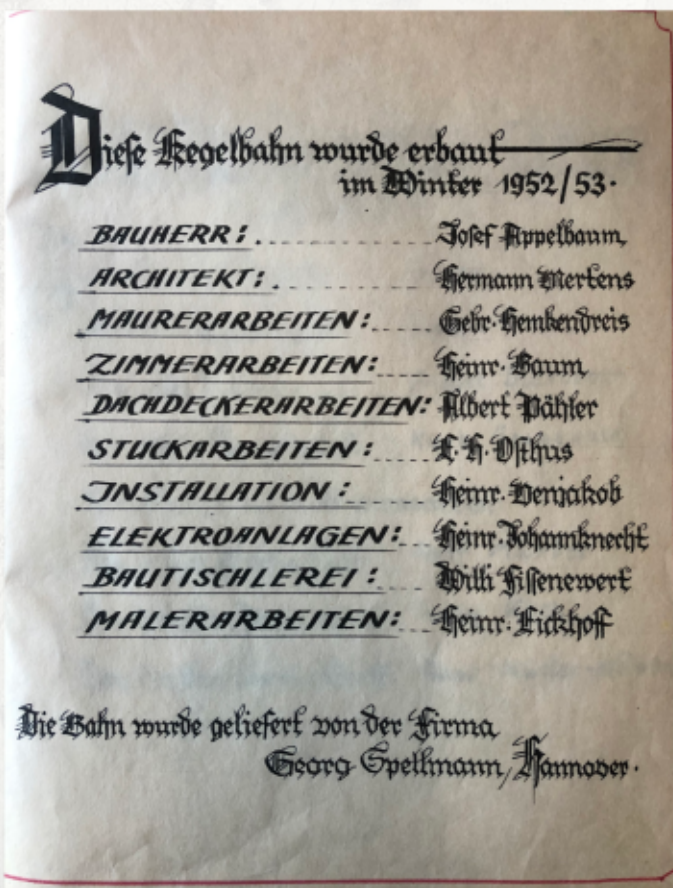 Diese Kegelbahn wurde erbaut
im Winter 1952/53.
BAUHERR: Josef Appelbaum
ARCHITEKT: Hermann Mertens
MAURERARBEITEN: Gebr. Hemkendreis
ZIMMERARBEITEN: Heinr. Baum
DACHDECKERARBEITEN: Albert Pähler
STUCKARBEITEN: Osthus
INSTALLATION: Heinr. Venjakob
ELEKTROANLAGEN: Heinr. Johannknecht
BAUTISCHLEREI: Willi Fissenewert
MALERARBEITEN: Heinr. Eickhoff
Die Bahn wurde geliefert von der Firma
Georg Spellmann, Hannover.